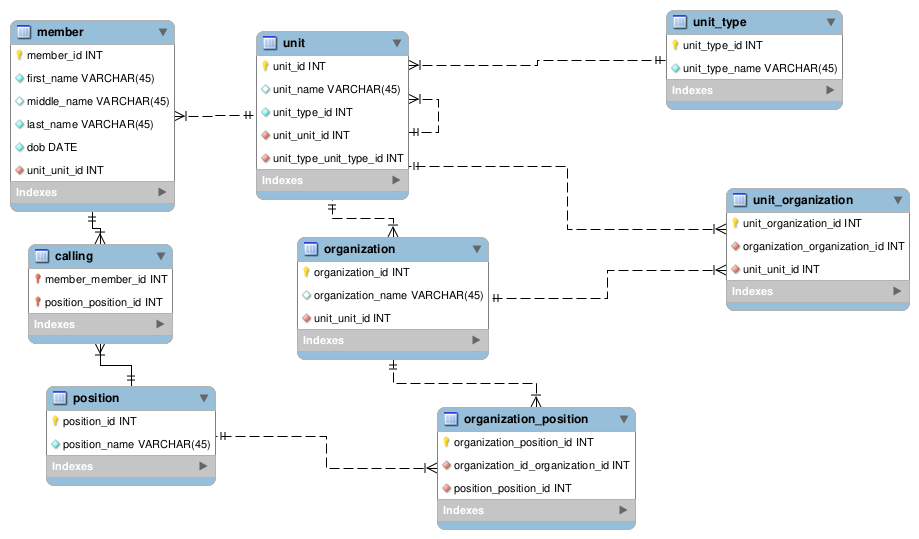 member
member_id INT
first_name VARCHAR(45)
middle_name VARCHAR(45)
last_name VARCHAR(45)
dob DATE
unit_unit_id INT
Indexes
unit
unit_id INT
unit_name VARCHAR(45)
unit_type_id INT
unit_unit_id INT
unit_type_unit_type_id INT
Indexes
unit_type
unit_type_id INT
unit_type_name VARCHAR(45)
Indexes
unit_organization
unit_organization_id INT
organization_organization_id INT
unit_unit_id INT
Indexes
calling
member_member_id INT
position_position_id INT
Indexes
organization
organization_id INT
organization_name VARCHAR(45)
unit_unit_id INT
Indexes
position
position_id INT
position_name VARCHAR(45)
Indexes
organization_position
organization_position_id INT
organization_id_organization_id INT
position_position_id INT
Indexes